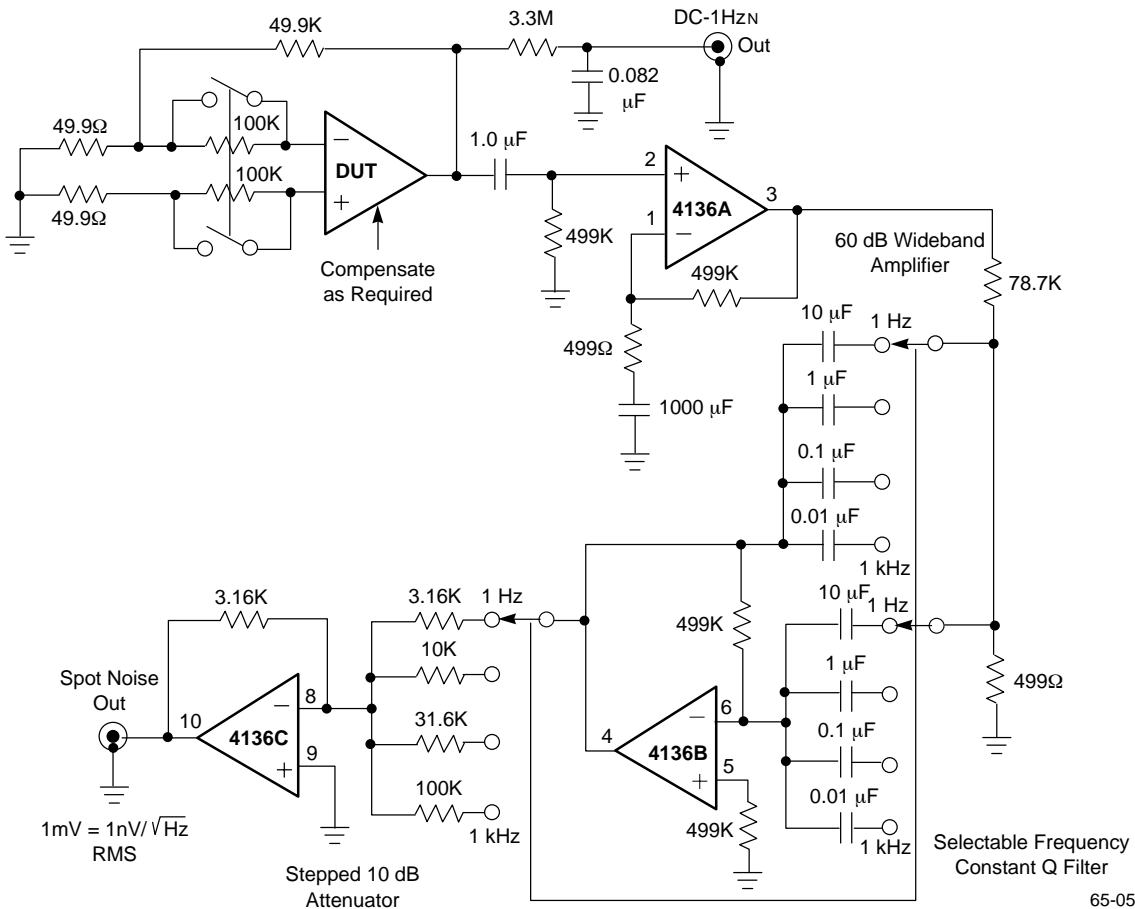 49.9K
3.3M
DC-1HzN
Out
0.082
μF
49.9Ω
100K
100K
49.9Ω
DUT
−
+
1.0 μF
Compensate
as Required
499K
2
1
3
+
−
4136A
499K
499Ω
1000 μF
60 dB Wideband
Amplifier
78.7K
10 μF
1 Hz
1 μF
0.1 μF
0.01 μF
1 kHz
10 μF
1 Hz
1 μF
0.1 μF
0.01 μF
1 kHz
499Ω
499K
6
5
4
−
+
4136B
499K
3.16K
3.16K
1 Hz
10K
31.6K
100K
1 kHz
8
9
10
−
+
4136C
Spot Noise
Out
1mV = 1nV/√Hz
RMS
Stepped 10 dB
Attenuator
Selectable Frequency
Constant Q Filter
65-05